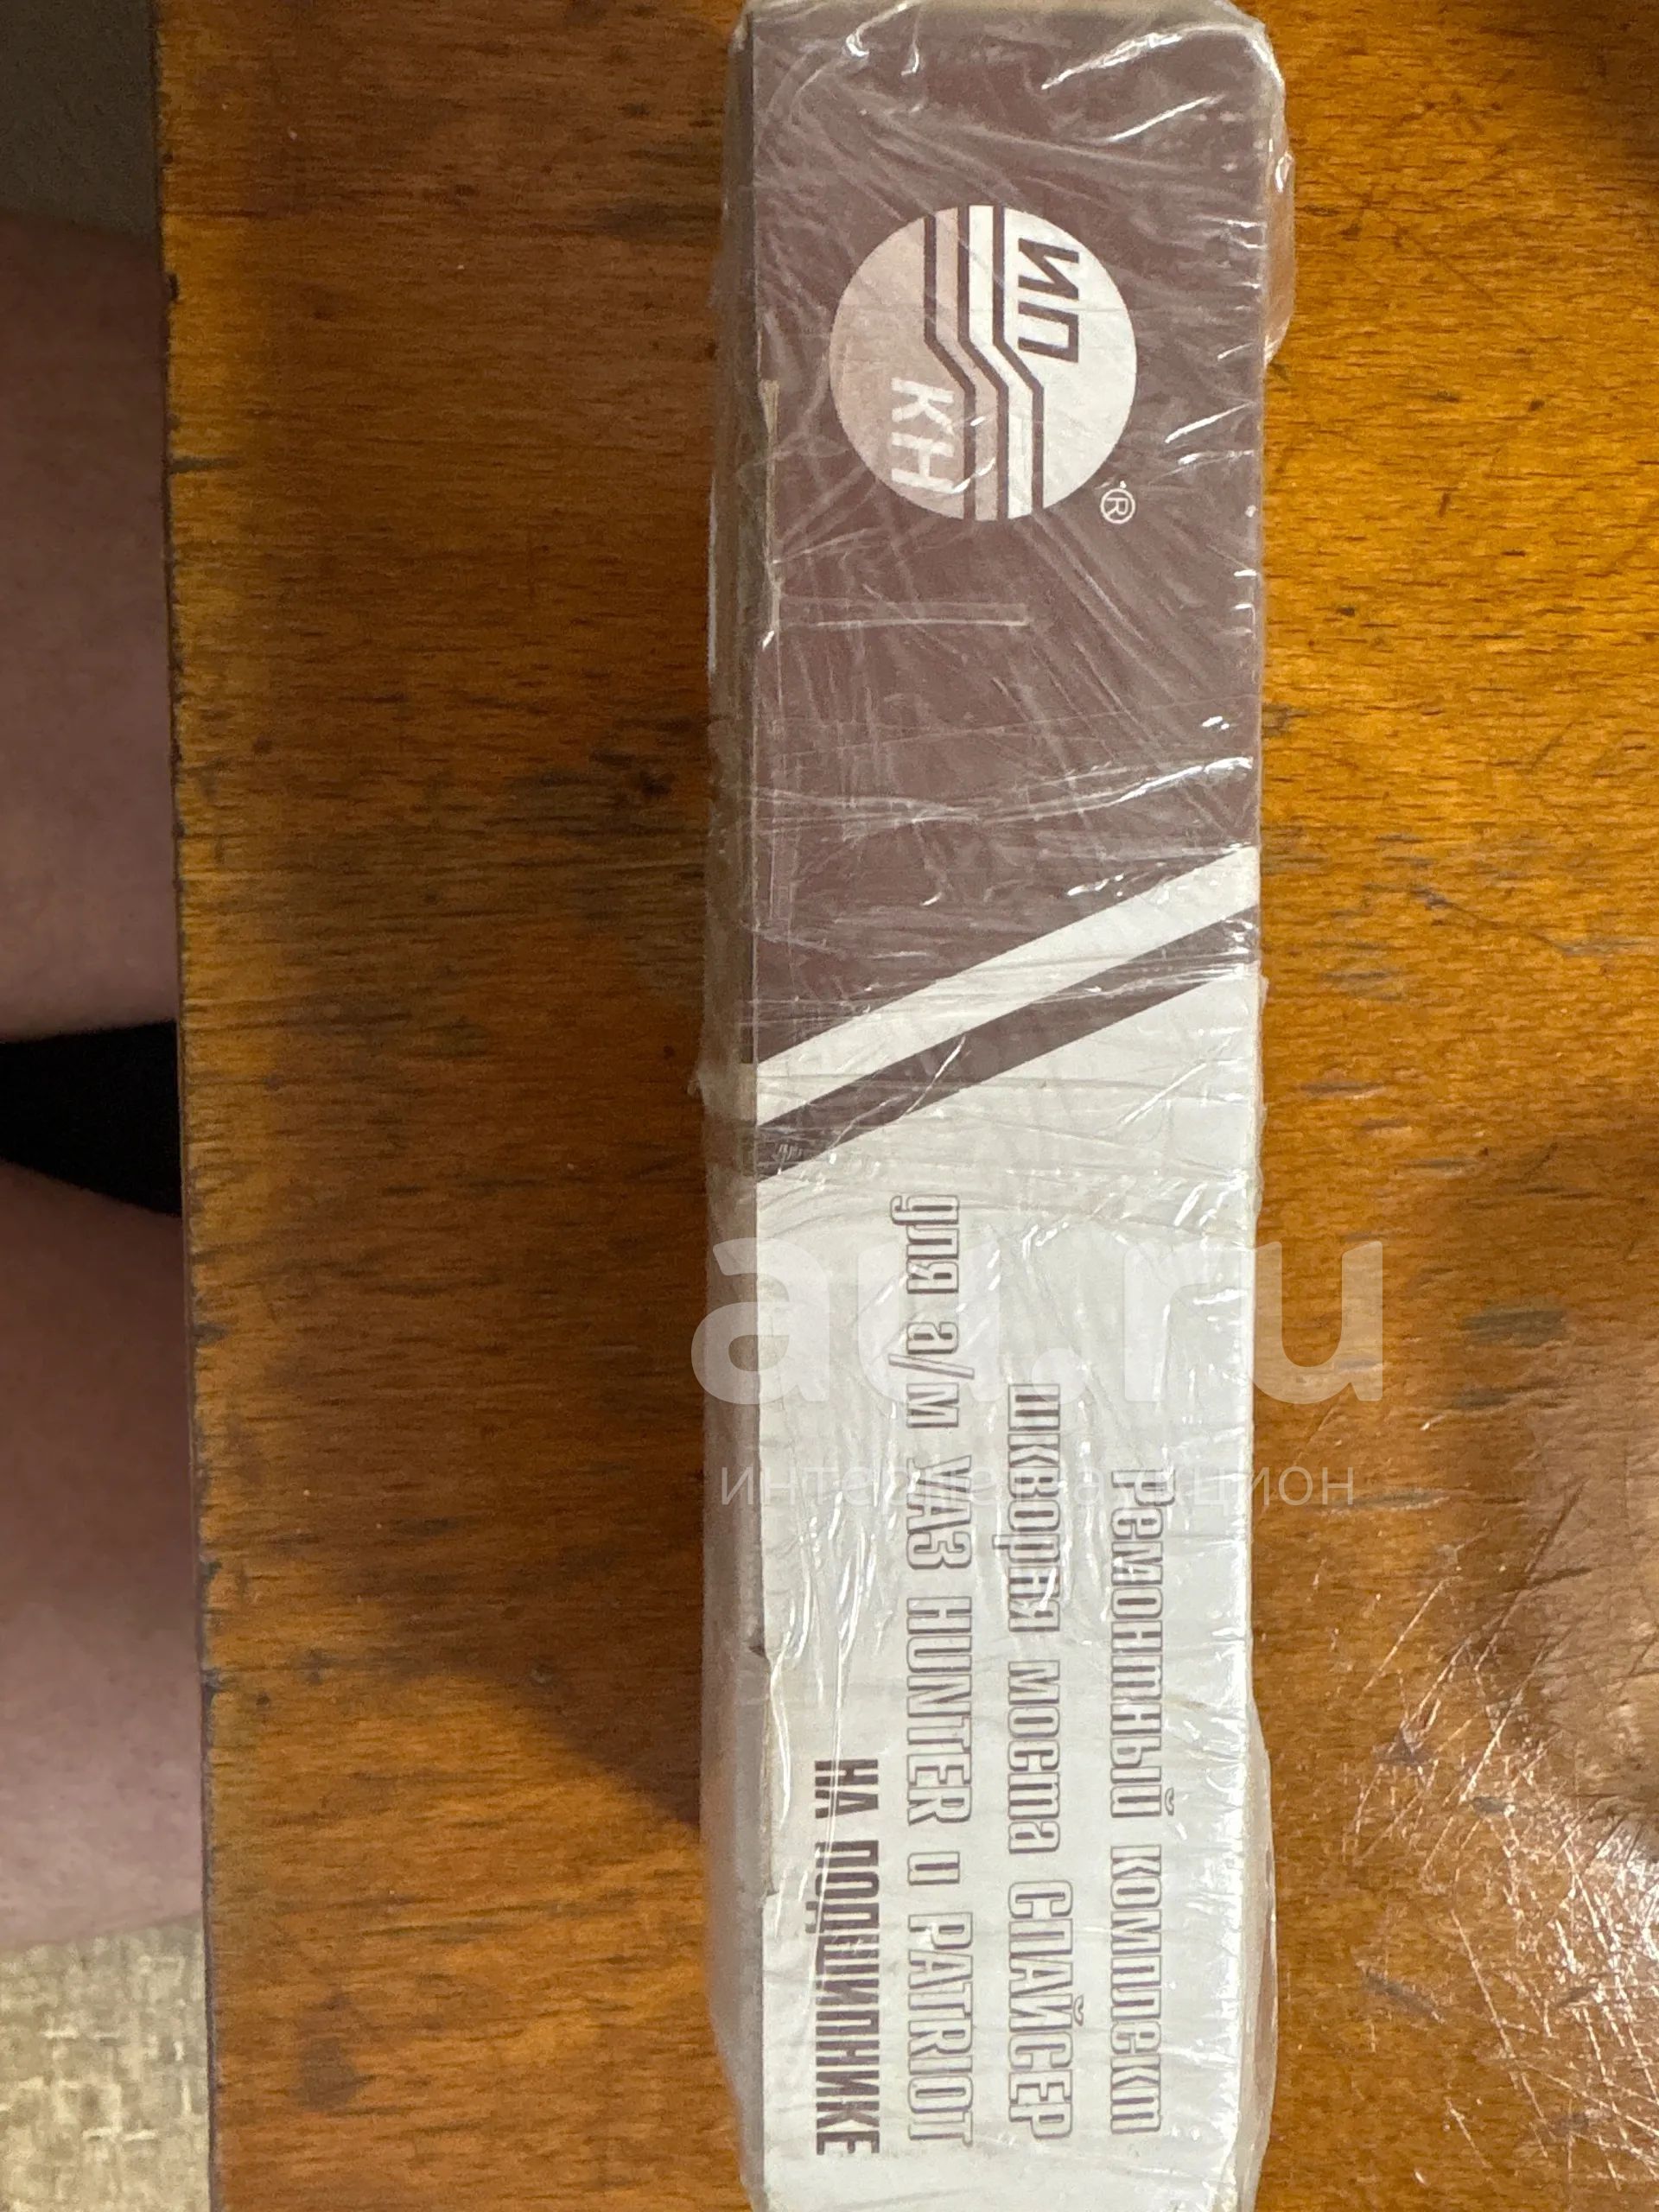 ИП
КН
®
Ремонтный комплект
шкворня моста СПАЙСЕР
для а/м УАЗ HUNTER и PATRIOT
НА ПОДШИПНИКЕ
au.ru
интернет-аукцион